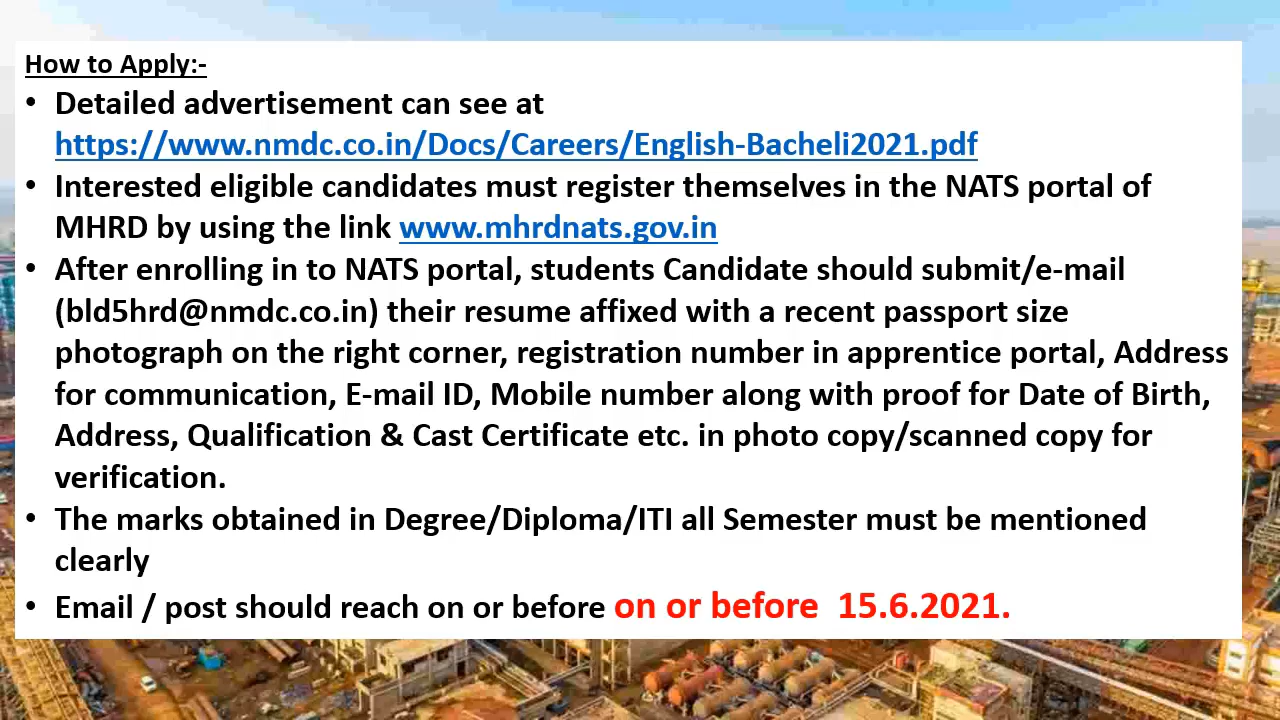 How to Apply:-
• Detailed advertisement can see at
https://www.nmdc.co.in/Docs/Careers/English-Bacheli2021.pdf
• Interested eligible candidates must register themselves in the NATS portal of
MHRD by using the link www.mhrdnats.gov.in
• After enrolling in to NATS portal, students Candidate should submit/e-mail
(bld5hrd@nmdc.co.in) their resume affixed with a recent passport size
photograph on the right corner, registration number in apprentice portal, Address
for communication, E-mail ID, Mobile number along with proof for Date of Birth,
Address, Qualification & Cast Certificate etc. in photo copy/scanned copy for
verification.
• The marks obtained in Degree/Diploma/ITI all Semester must be mentioned
clearly
• Email / post should reach on or before on or before 15.6.2021.